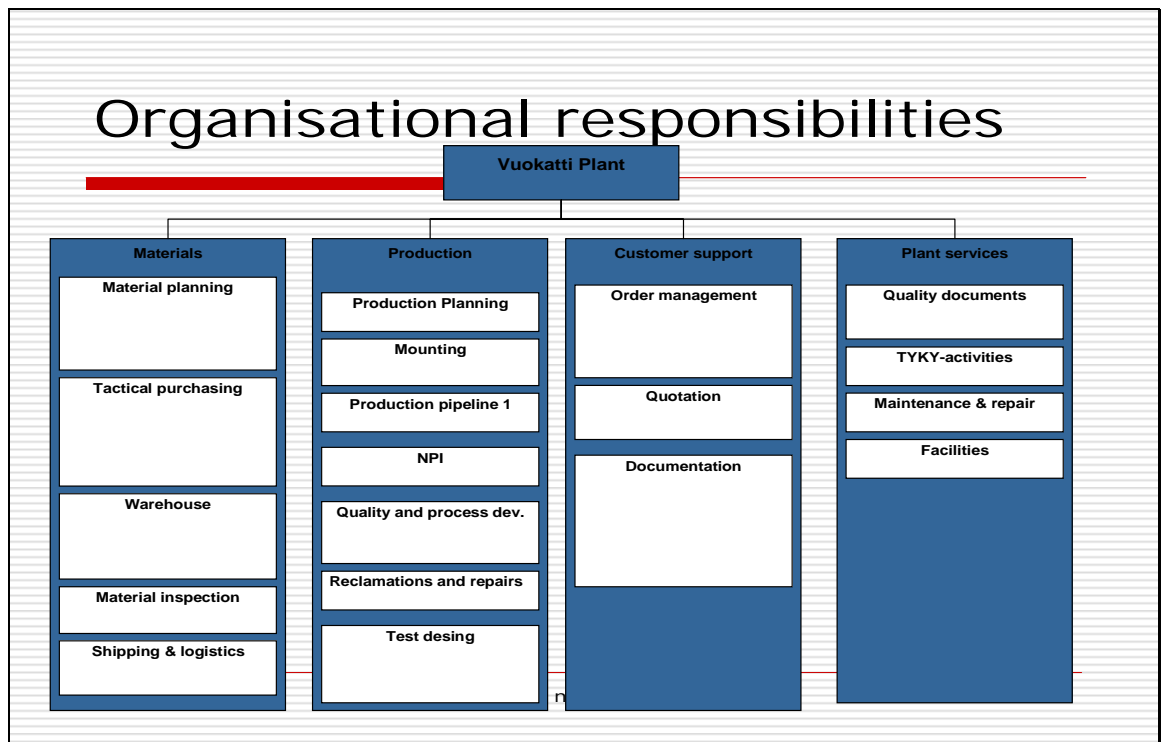 Organisational responsibilities
Vuokatti Plant
Materials
Material planning
Tactical purchasing
Warehouse
Material inspection
Shipping & logistics
Production
Production Planning
Mounting
Production pipeline 1
NPI
Quality and process dev.
Reclamations and repairs
Test desing
Customer support
Order management
Quotation
Documentation
Plant services
Quality documents
TYKY-activities
Maintenance & repair
Facilities